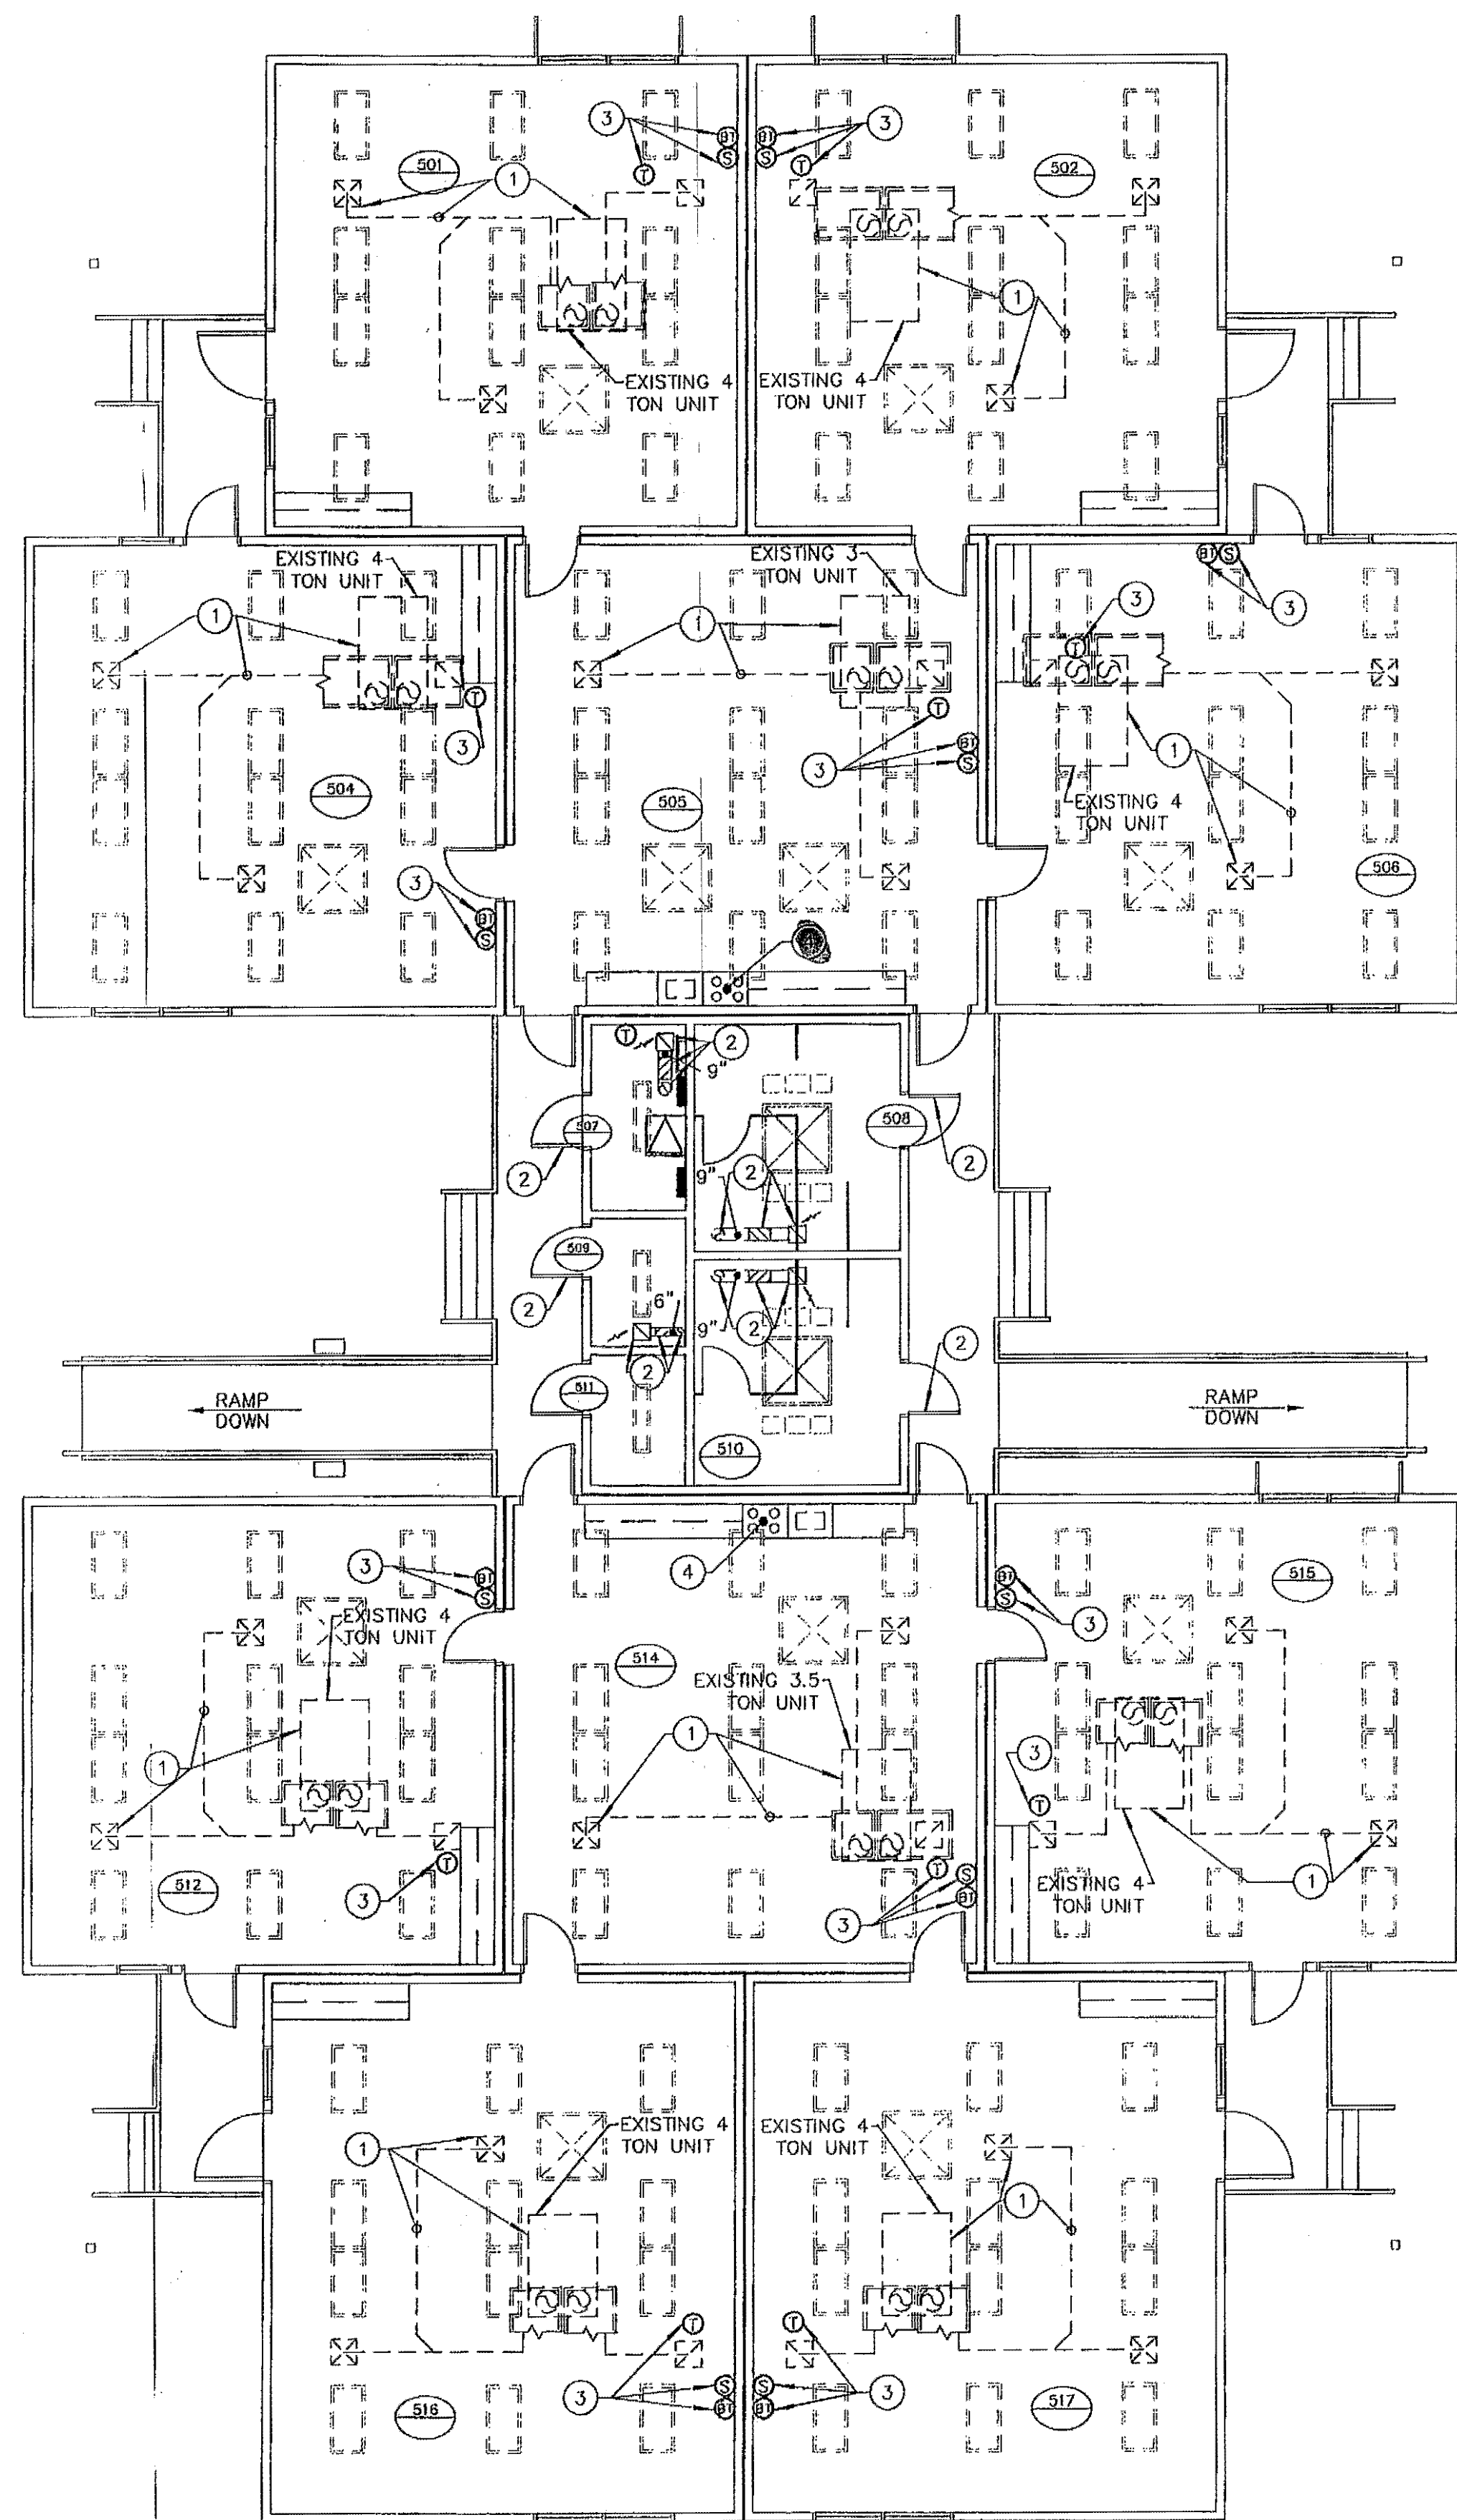 3
BT
S
T
501
1
EXISTING 4
TON UNIT
3
BT
S
T
502
1
EXISTING 4
TON UNIT
EXISTING 4
TON UNIT
1
T
3
504
3
BT
S
EXISTING 3
TON UNIT
1
T
BT
S
3
505
4
BT S
3
3
T
1
EXISTING 4
TON UNIT
506
T
2
9"
507
2
508
2
9"
2
509
2
6"
2
9"
2
2
511
510
RAMP
DOWN
RAMP
DOWN
3
BT
S
EXISTING 4
TON UNIT
1
T
3
512
4
514
EXISTING 3.5
TON UNIT
1
T
S
BT
3
515
BT
S
3
3
T
EXISTING 4
TON UNIT
1
EXISTING 4
TON UNIT
1
T
3
S
BT
516
EXISTING 4
TON UNIT
1
T
3
S
BT
517